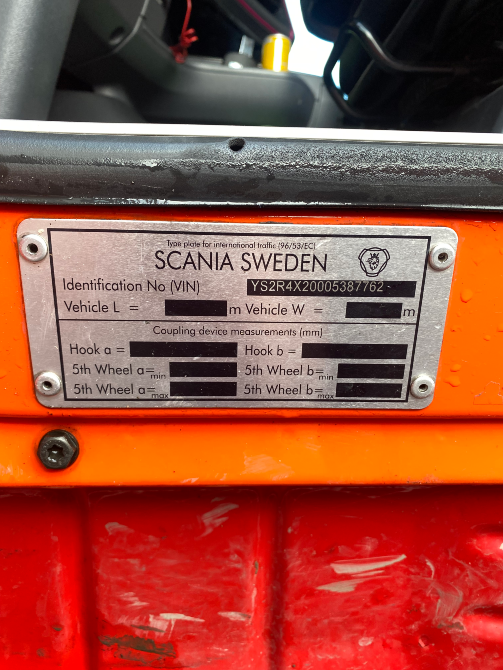 Type plate for international traffic (96/53/EC)
SCANIA SWEDEN
Identification No (VIN) YS2R4X20005387762
Vehicle L = m Vehicle W = m
Coupling device measurements (mm)
Hook a = Hook b =
5th Wheel a= min 5th Wheel b= min
5th Wheel a= max 5th Wheel b= max